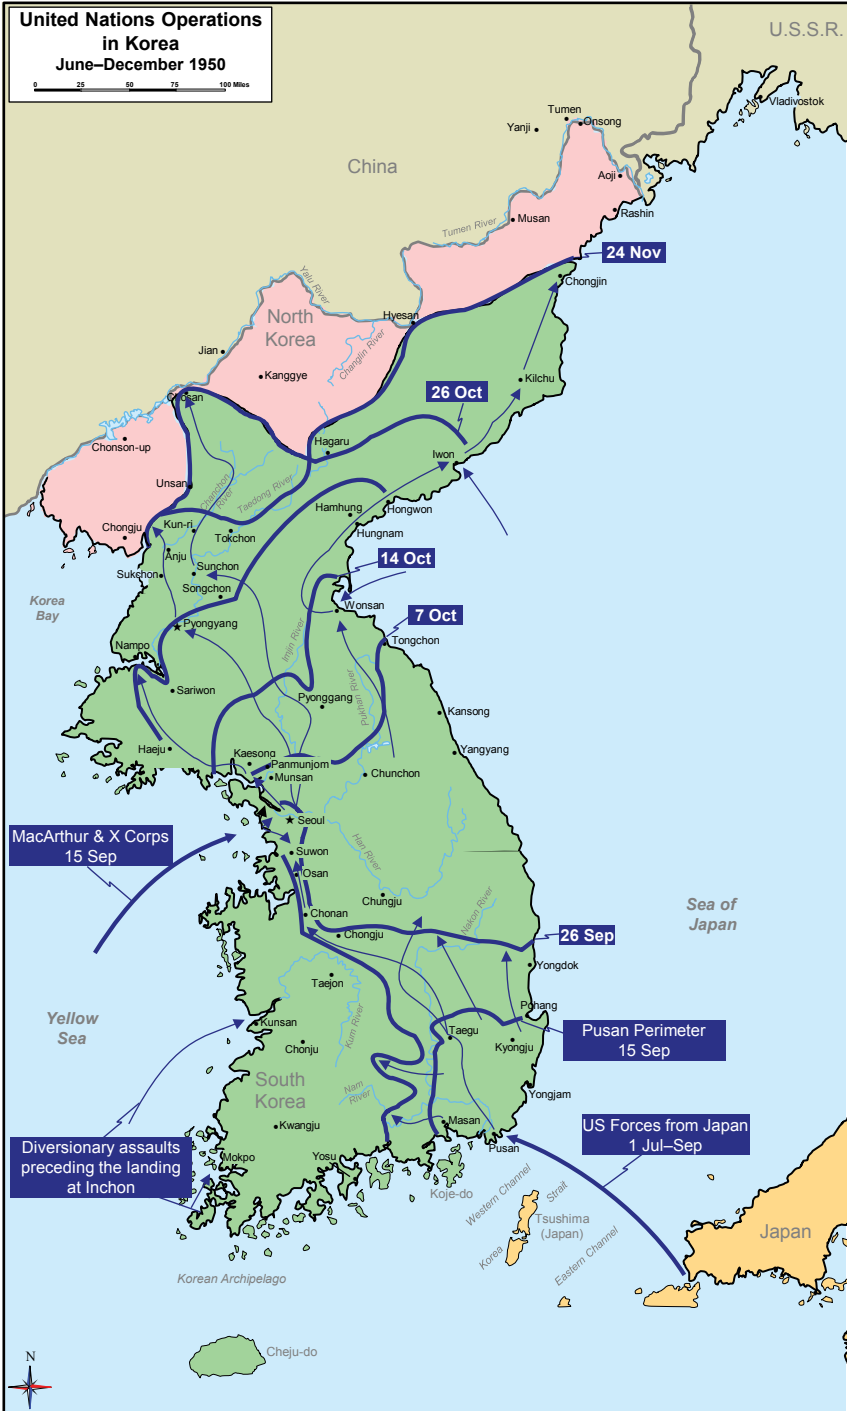 United Nations Operations
in Korea
June–December 1950
0 25 50 75 100 Miles
U.S.S.R.
Vladivostok
Tumen
Onsong
Yanji
China
Aoji
Rashin
Musan
Tumen River
24 Nov
Chongjin
Yalu River
North
Korea
Hyesan
Changlin River
Jian
Kanggye
Kilchu
26 Oct
Chosan
Chonson-up
Hagaru
Iwon
Unsan
Chanchon
River
Taedong River
Hongwon
Hamhung
Kun-ri
Tokchon
Hungnam
Chongju
Anju
14 Oct
Sunchon
Sukchon
Songchon
Korea
Bay
Wonsan
7 Oct
Pyongyang
Imjin River
Tongchon
Nampo
Pukhan River
Sariwon
Pyonggang
Kansong
Haeju
Kaesong
Yangyang
Panmunjom
Munsan
Chunchon
Seoul
MacArthur & X Corps
15 Sep
Suwon
Han River
Osan
Chungju
Nakon River
Sea of
Japan
Chonan
Chongju
26 Sep
Yongdok
Taejon
Pohang
Yellow
Sea
Kunsan
Kum River
Taegu
Pusan Perimeter
15 Sep
Chonju
Kyongju
South
Korea
Nam
River
Yongjam
Kwangju
Masan
US Forces from Japan
1 Jul–Sep
Diversionary assaults
preceding the landing
at Inchon
Pusan
Mokpo
Yosu
Koje-do
Western Channel
Korea
Strait
Tsushima
(Japan)
Eastern Channel
Japan
Korean Archipelago
Cheju-do
N